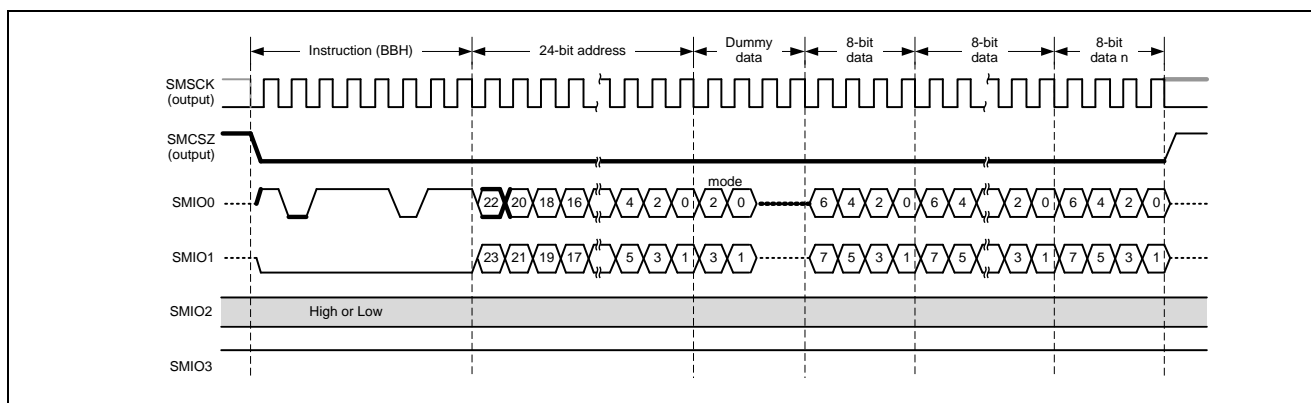 Instruction (BBH) 24-bit address Dummy data 8-bit data 8-bit data 8-bit data n
SMSCK (output)
SMCSZ (output)
mode
SMIO0 22 20 18 16 4 2 0 2 0 6 4 2 0 6 4 2 0 6 4 2 0
SMIO1 23 21 19 17 5 3 1 3 1 7 5 3 1 7 5 3 1 7 5 3 1
SMIO2 High or Low
SMIO3